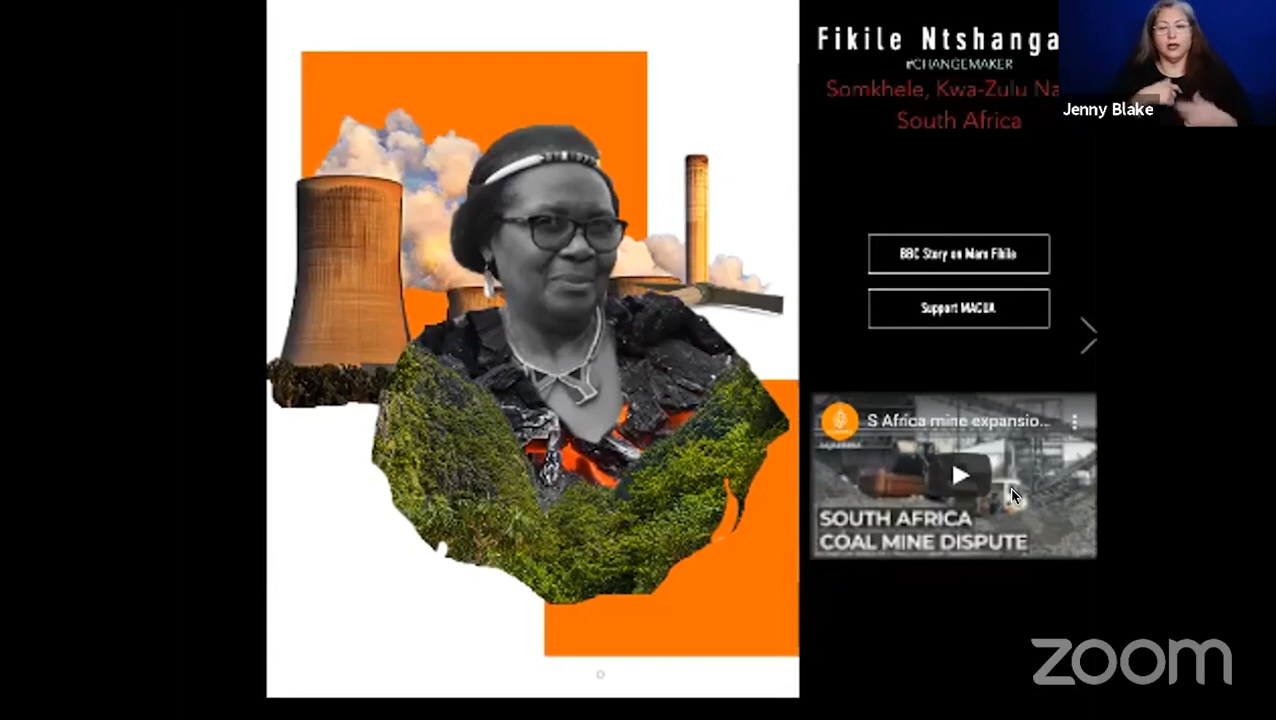 Fikile Ntshanga
#CHANGEMAKER
Somkhele, Kwa-Zulu Na
South Africa
Jenny Blake
BBC Story on Mam Fikile
Support MACUA
S Africa mine expansio...
SOUTH AFRICA
COAL MINE DISPUTE
zoom